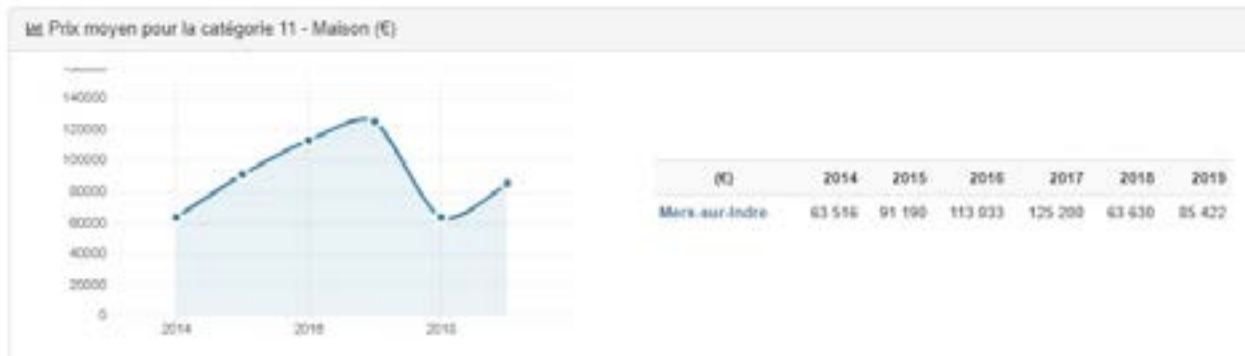 Prix moyen pour la catégorie 11 - Maison (€)
140000
120000
100000
80000
60000
40000
20000
0
2014 2016 2018
(€) 2014 2015 2016 2017 2018 2019
Mers-sur-Indre 63 516 91 190 113 033 125 200 63 630 85 422